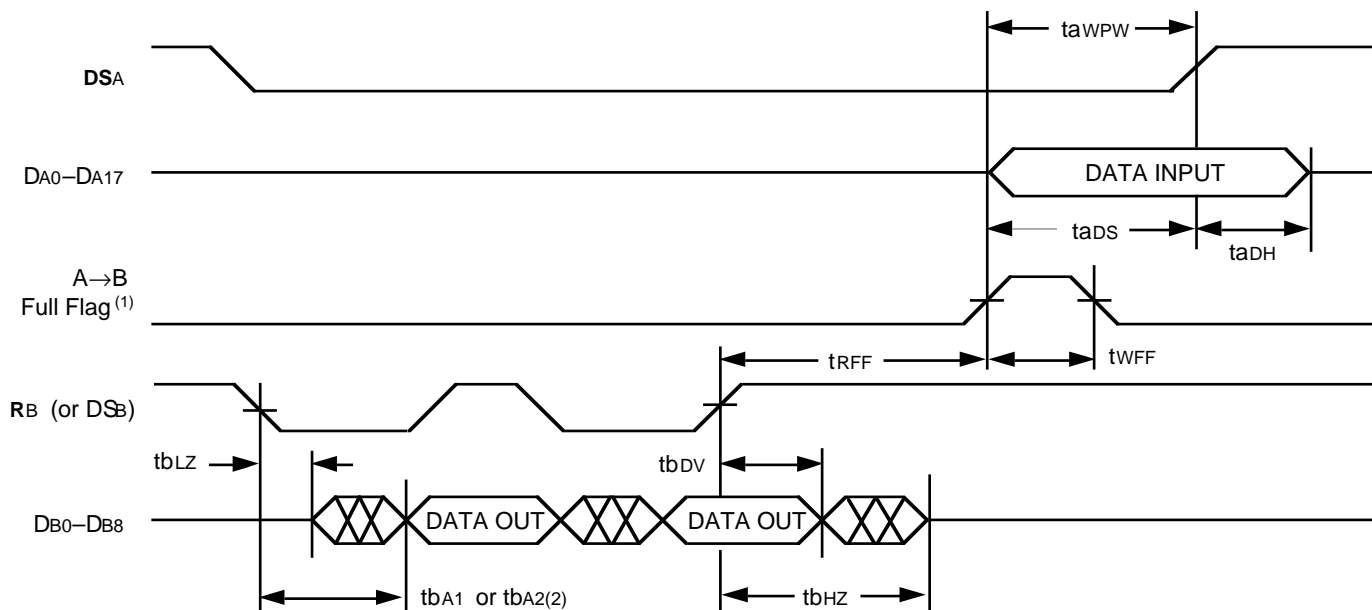 taWPW
DSA
DA0–DA17
DATA INPUT
taDS
taDH
A→B
Full Flag (1)
tRFF
tWFF
RB (or DSB)
tbLZ
tbDV
DB0–DB8
DATA OUT
DATA OUT
tbA1 or tbA2(2)
tbHZ